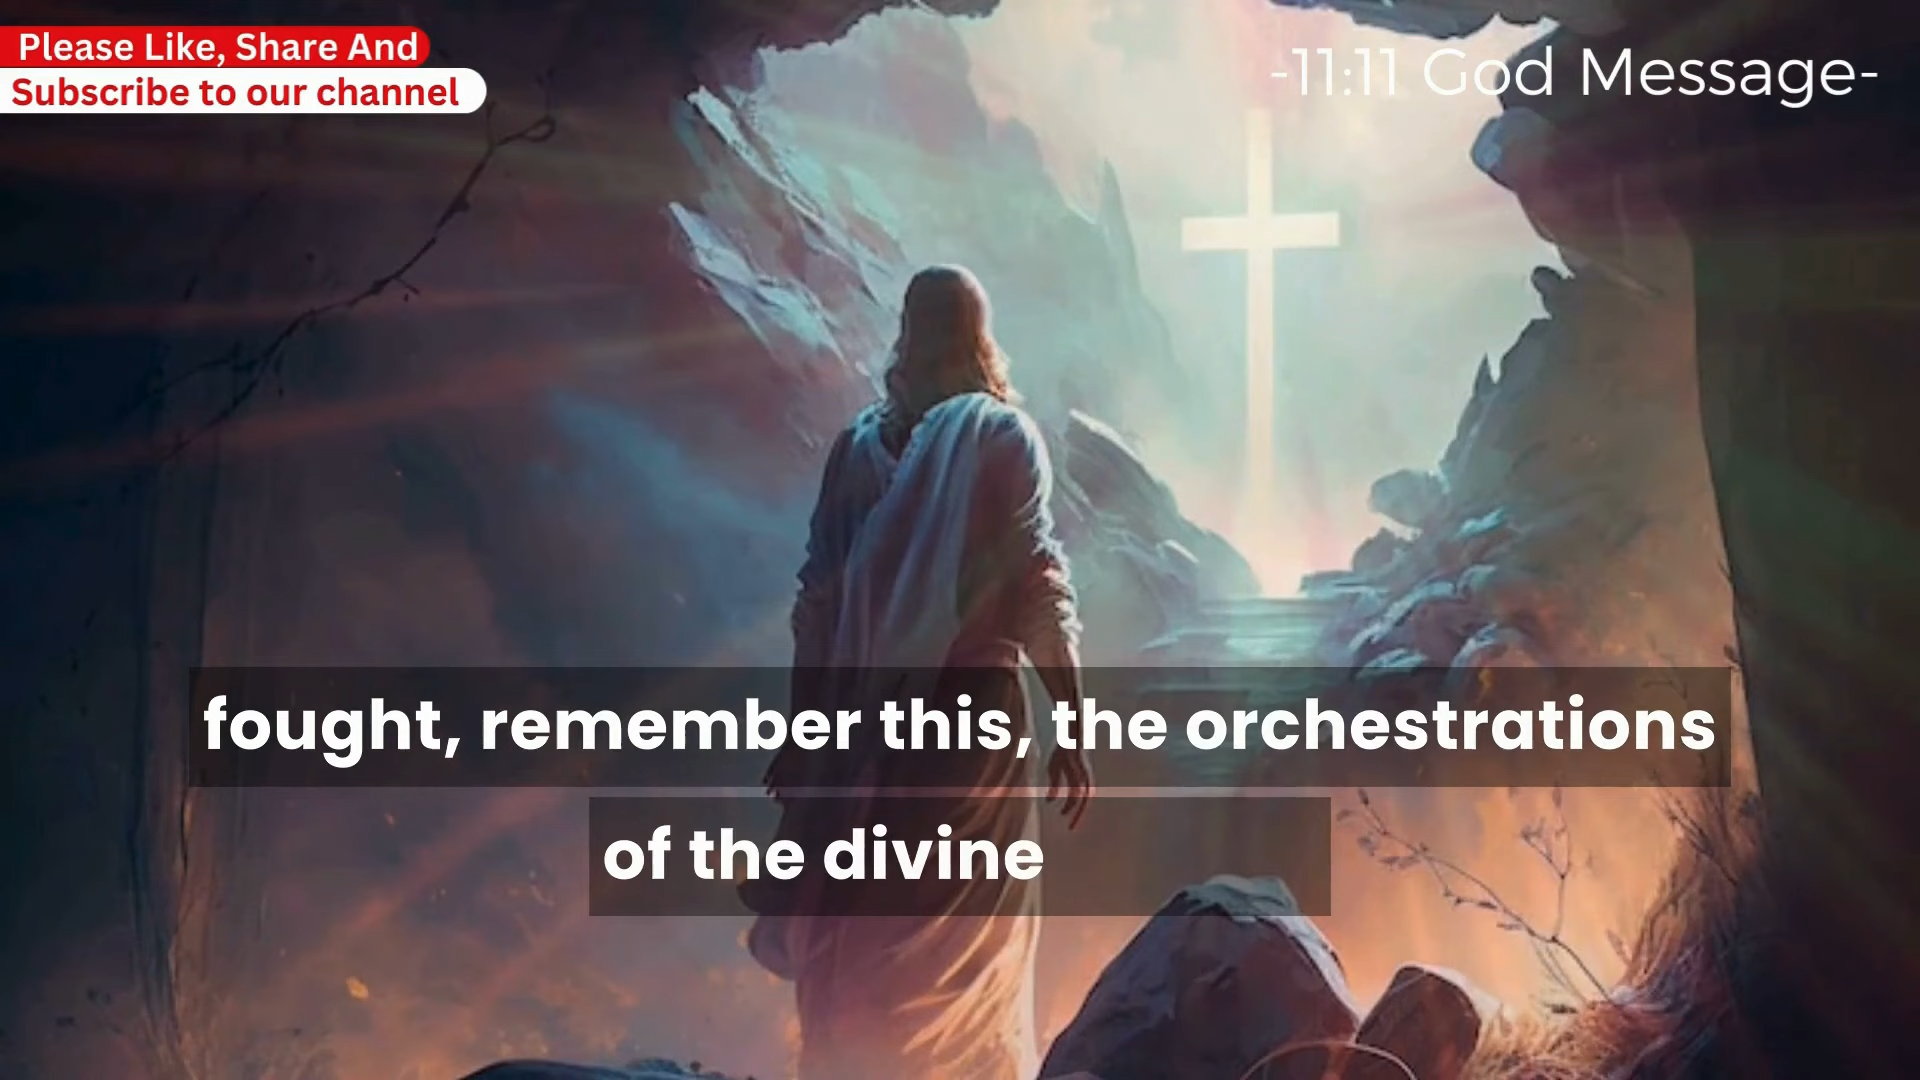 Please Like, Share And
Subscribe to our channel
-11:11 God Message-
fought, remember this, the orchestrations
of the divine